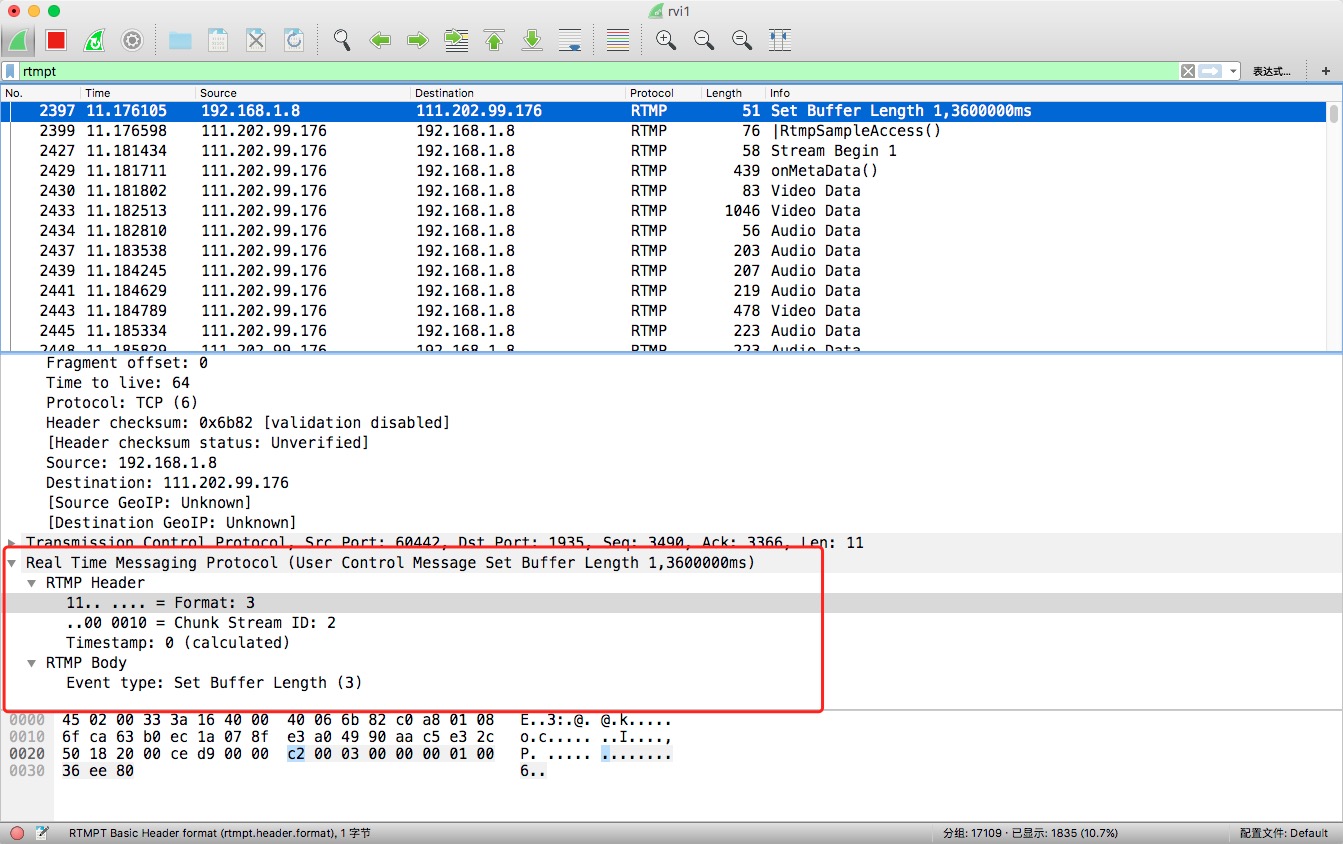 rvi1
rtmpt 表达式… +
No. Time Source Destination Protocol Length Info
2397 11.176105 192.168.1.8 111.202.99.176 RTMP 51 Set Buffer Length 1,3600000ms
2399 11.176598 111.202.99.176 192.168.1.8 RTMP 76 |RtmpSampleAccess()
2427 11.181434 111.202.99.176 192.168.1.8 RTMP 58 Stream Begin 1
2429 11.181711 111.202.99.176 192.168.1.8 RTMP 439 onMetaData()
2430 11.181802 111.202.99.176 192.168.1.8 RTMP 83 Video Data
2433 11.182513 111.202.99.176 192.168.1.8 RTMP 1046 Video Data
2434 11.182810 111.202.99.176 192.168.1.8 RTMP 56 Audio Data
2437 11.183538 111.202.99.176 192.168.1.8 RTMP 203 Audio Data
2439 11.184245 111.202.99.176 192.168.1.8 RTMP 207 Audio Data
2441 11.184629 111.202.99.176 192.168.1.8 RTMP 219 Audio Data
2443 11.184789 111.202.99.176 192.168.1.8 RTMP 478 Video Data
2445 11.185334 111.202.99.176 192.168.1.8 RTMP 223 Audio Data
2448 11.185829 111.202.99.176 192.168.1.8 RTMP 223 Audio Data
Fragment offset: 0
Time to live: 64
Protocol: TCP (6)
Header checksum: 0x6b82 [validation disabled]
[Header checksum status: Unverified]
Source: 192.168.1.8
Destination: 111.202.99.176
[Source GeoIP: Unknown]
[Destination GeoIP: Unknown]
Transmission Control Protocol, Src Port: 60442, Dst Port: 1935, Seq: 3490, Ack: 3366, Len: 11
Real Time Messaging Protocol (User Control Message Set Buffer Length 1,3600000ms)
RTMP Header
11.. .... = Format: 3
..00 0010 = Chunk Stream ID: 2
Timestamp: 0 (calculated)
RTMP Body
Event type: Set Buffer Length (3)
0000 45 02 00 33 3a 16 40 00 40 06 6b 82 c0 a8 01 08 E..3:.@. @.k.....
0010 6f ca 63 b0 ec 1a 07 8f e3 a0 49 90 aa c5 e3 2c o.c..... ..I....,
0020 50 18 20 00 ce d9 00 00 c2 00 03 00 00 00 01 00 P. ..... ........
0030 36 ee 80 6..
RTMPT Basic Header format (rtmpt.header.format), 1 字节 分组: 17109 · 已显示: 1835 (10.7%) 配置文件: Default